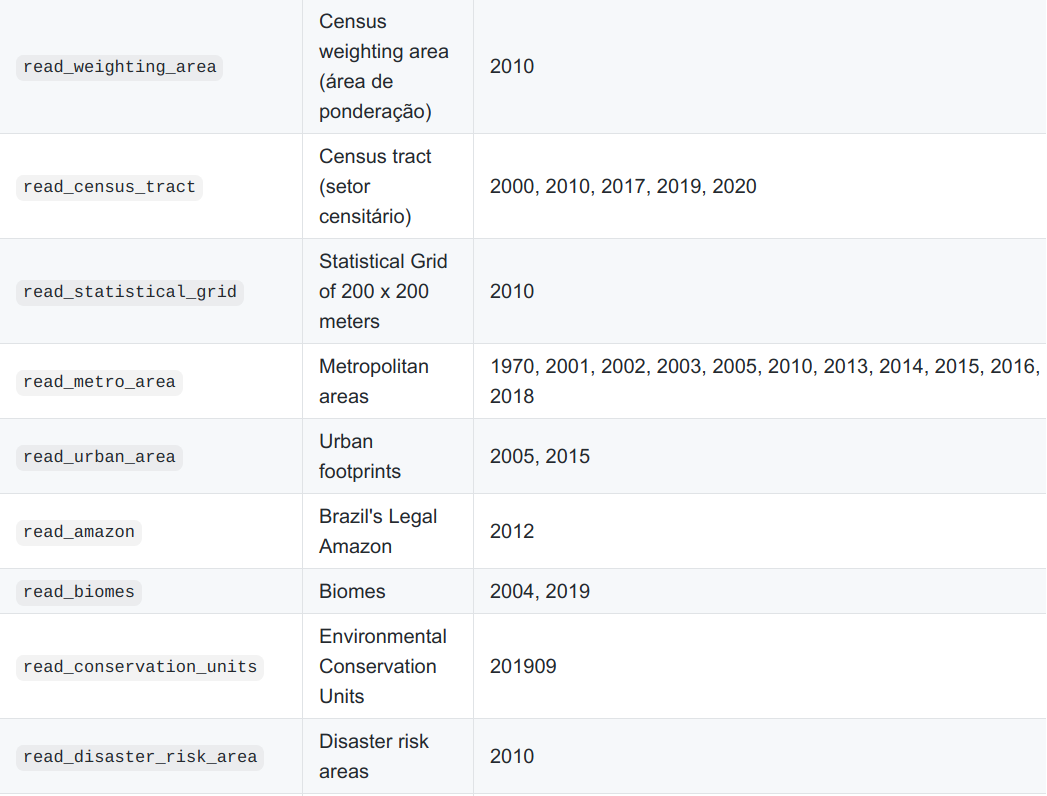 read_weighting_area
Census
weighting area
(área de
ponderação)
2010
read_census_tract
Census tract
(setor
censitário)
2000, 2010, 2017, 2019, 2020
read_statistical_grid
Statistical Grid
of 200 x 200
meters
2010
read_metro_area
Metropolitan
areas
1970, 2001, 2002, 2003, 2005, 2010, 2013, 2014, 2015, 2016,
2018
read_urban_area
Urban
footprints
2005, 2015
read_amazon
Brazil's Legal
Amazon
2012
read_biomes
Biomes
2004, 2019
read_conservation_units
Environmental
Conservation
Units
201909
read_disaster_risk_area
Disaster risk
areas
2010